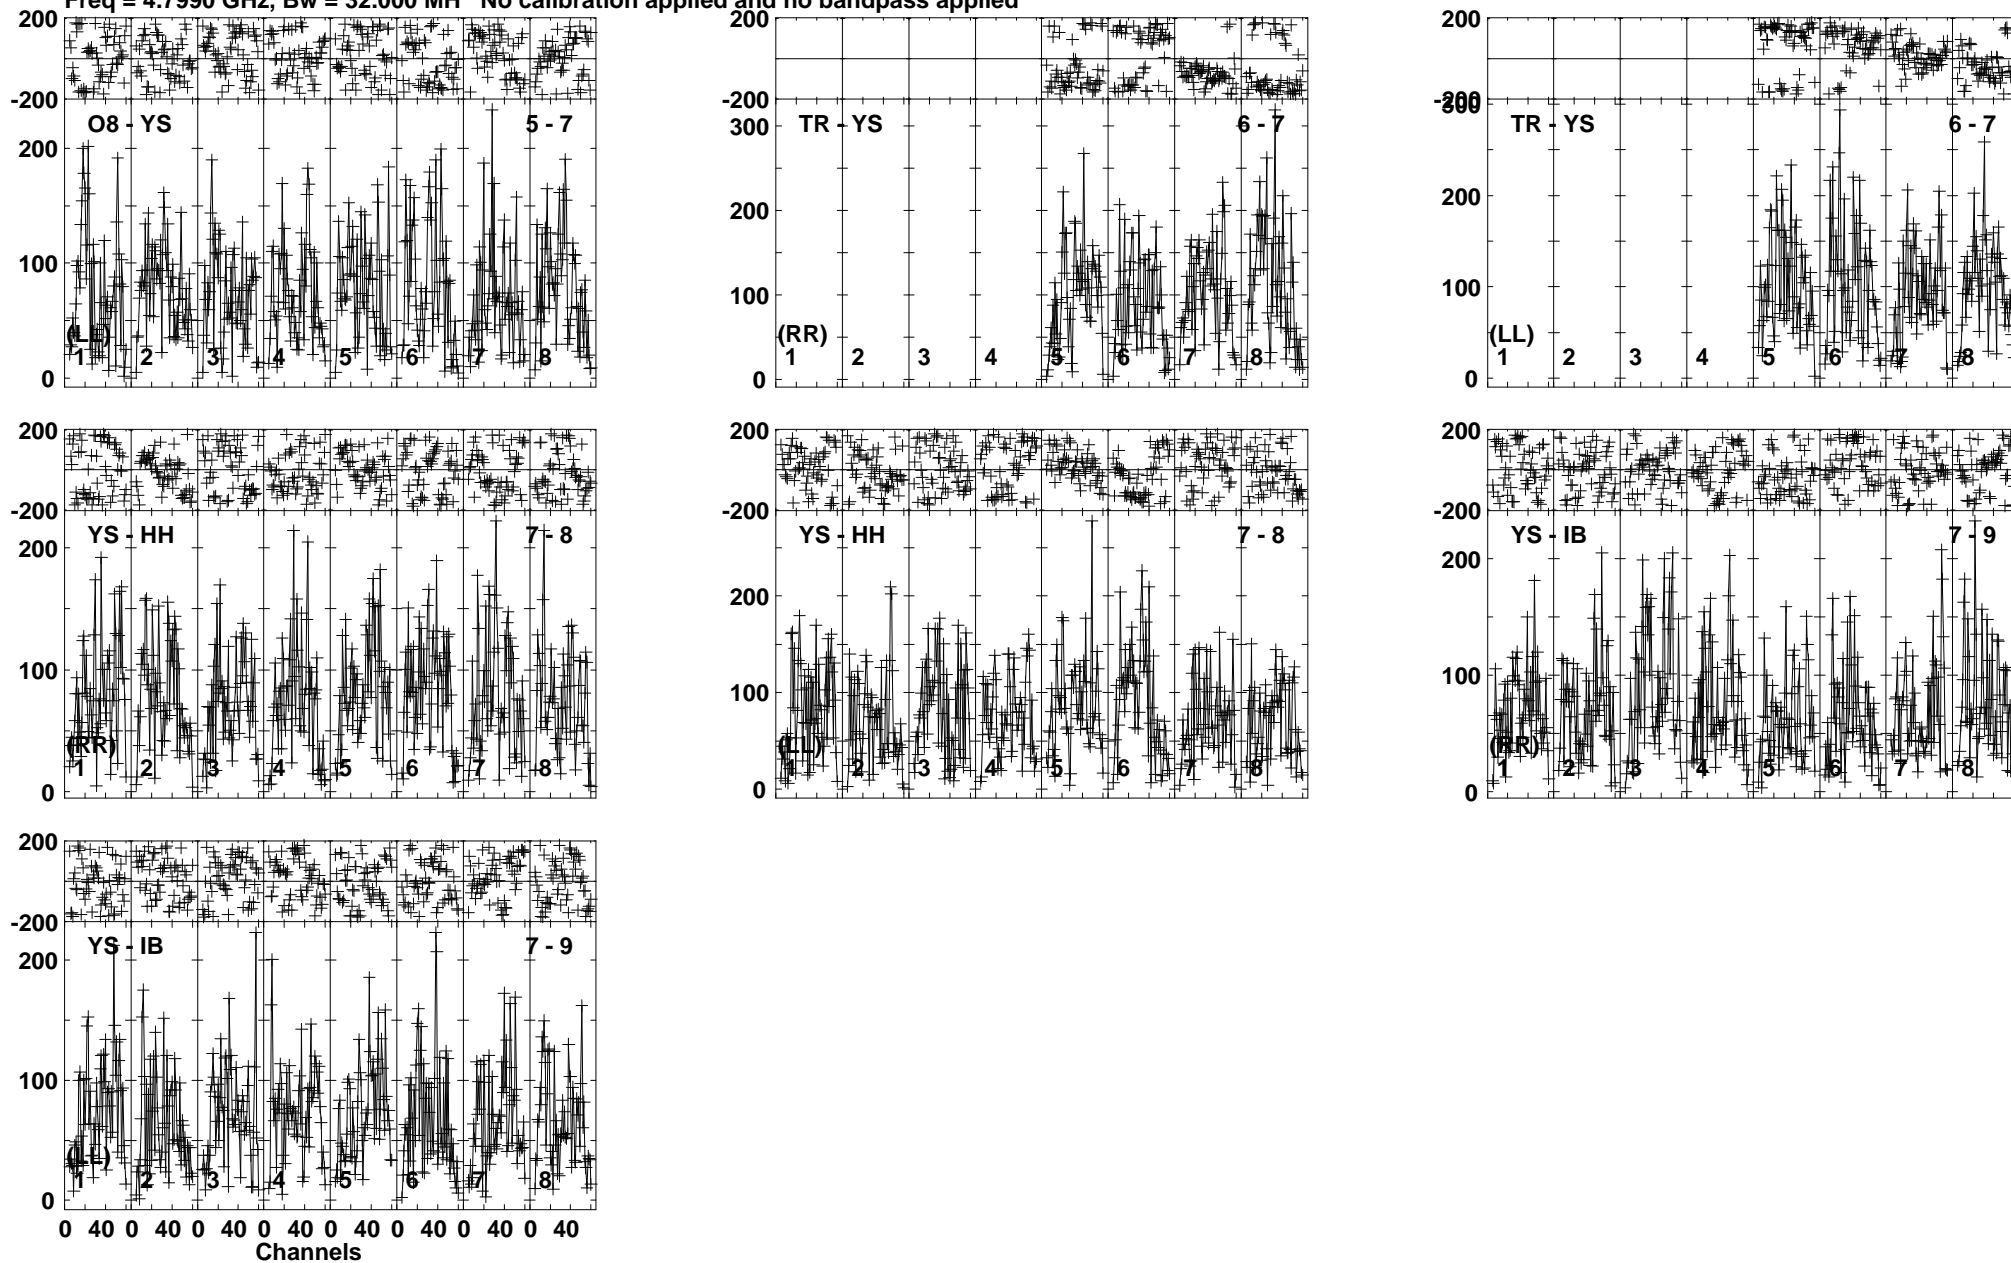 Freq = 4.7990 GHz, Bw = 32.000 MH No calibration applied and no bandpass applied
200
-200
O8 - YS 5 - 7
200
100
0
(LL)
1 2 3 4 5 6 7 8
200
-200
TR - YS 6 - 7
300
200
100
0
(RR)
1 2 3 4 5 6 7 8
200
-200
300
TR - YS 6 - 7
200
100
0
(LL)
1 2 3 4 5 6 7 8
200
-200
YS - HH 7 - 8
200
100
0
(RR)
1 2 3 4 5 6 7 8
200
-200
YS - HH 7 - 8
200
100
0
(LL)
1 2 3 4 5 6 7 8
200
-200
YS - IB 7 - 9
200
100
0
(RR)
1 2 3 4 5 6 7 8
200
-200
YS - IB 7 - 9
200
100
0
(LL)
1 2 3 4 5 6 7 8
0 40 0 40 0 40 0 40 0 40 0 40 0 40 0 40
Channels